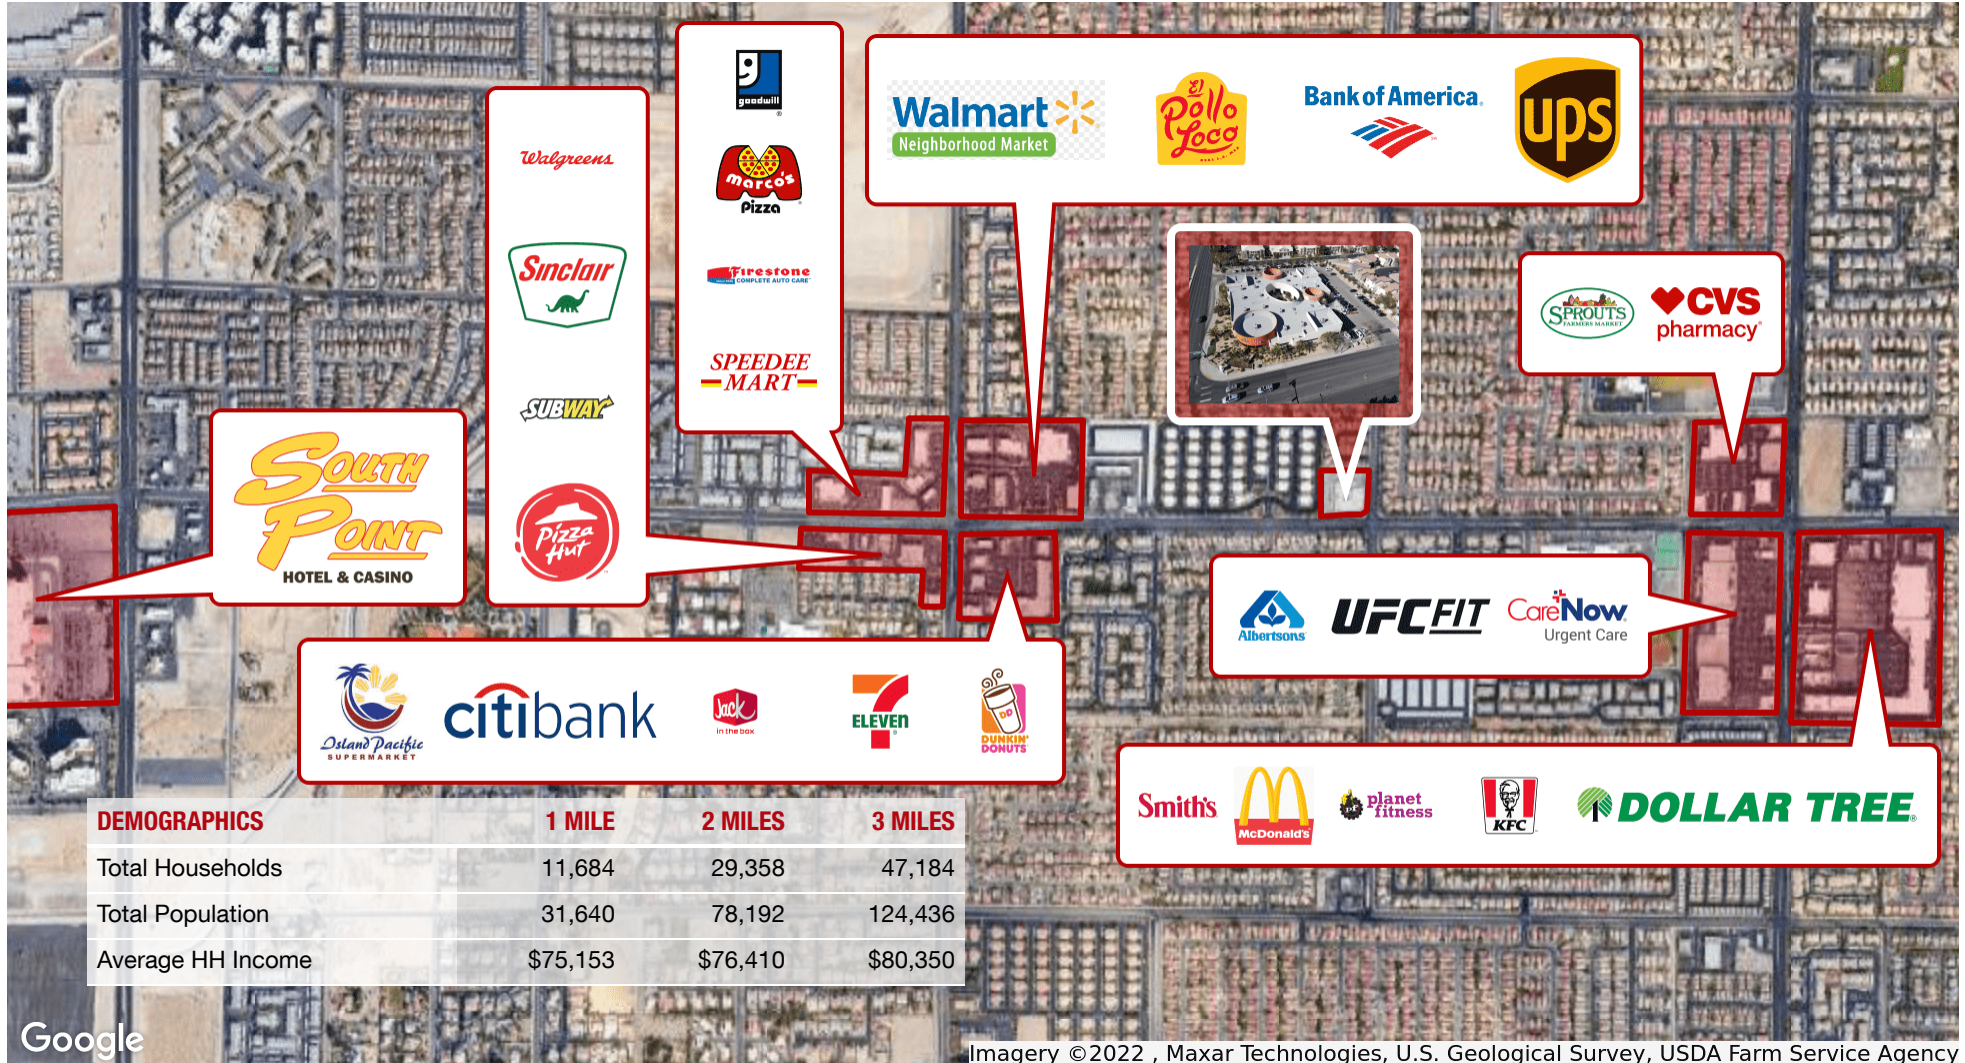 goodwill
marco's
Pizza
Firestone
COMPLETE AUTO CARE
SPEEDEE
MART
Walgreens
Sinclair
SUBWAY
Pizza
Hut
Walmart
Neighborhood Market
El
Pollo
Loco
Bank of America
ups
SPROUTS
FARMERS MARKET
CVS
pharmacy
SOUTH
POINT
HOTEL & CASINO
Albertsons
UFC FIT
CareNow
Urgent Care
Island Pacific
SUPERMARKET
citibank
Jack
in the box
7
ELEVEN
DD
DUNKIN'
DONUTS
Smith's
McDonald's
planet
fitness
KFC
DOLLAR TREE
DEMOGRAPHICS 1 MILE 2 MILES 3 MILES
Total Households 11,684 29,358 47,184
Total Population 31,640 78,192 124,436
Average HH Income $75,153 $76,410 $80,350
Google
Imagery ©2022 , Maxar Technologies, U.S. Geological Survey, USDA Farm Service Agency